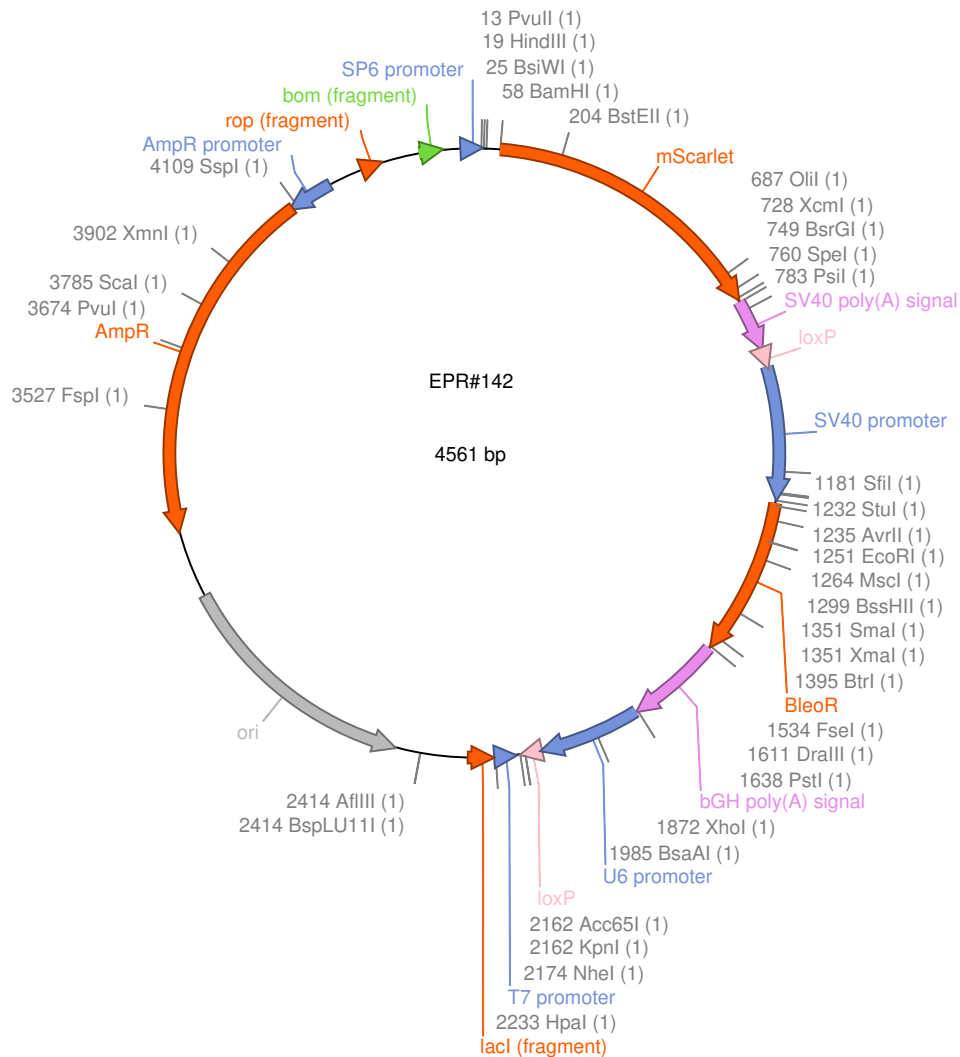 13 PvuII (1)
19 HindIII (1)
SP6 promoter
25 BsiWI (1)
bom (fragment)
58 BamHI (1)
rop (fragment)
204 BstEII (1)
AmpR promoter
mScarlet
4109 SspI (1)
687 OliI (1)
728 XcmI (1)
3902 XmnI (1)
749 BsrGI (1)
760 SpeI (1)
3785 ScaI (1)
783 PsiI (1)
3674 PvuI (1)
SV40 poly(A) signal
AmpR
loxP
EPR#142
3527 FspI (1)
SV40 promoter
4561 bp
1181 SfiI (1)
1232 StuI (1)
1235 AvrII (1)
1251 EcoRI (1)
1264 MscI (1)
1299 BssHII (1)
1351 SmaI (1)
1351 XmaI (1)
1395 BtrI (1)
BleoR
ori
1534 FseI (1)
1611 DraIII (1)
1638 PstI (1)
2414 AflIII (1)
bGH poly(A) signal
2414 BspLU11I (1)
1872 XhoI (1)
1985 BsaAI (1)
U6 promoter
loxP
2162 Acc65I (1)
2162 KpnI (1)
2174 NheI (1)
T7 promoter
2233 HpaI (1)
lacI (fragment)